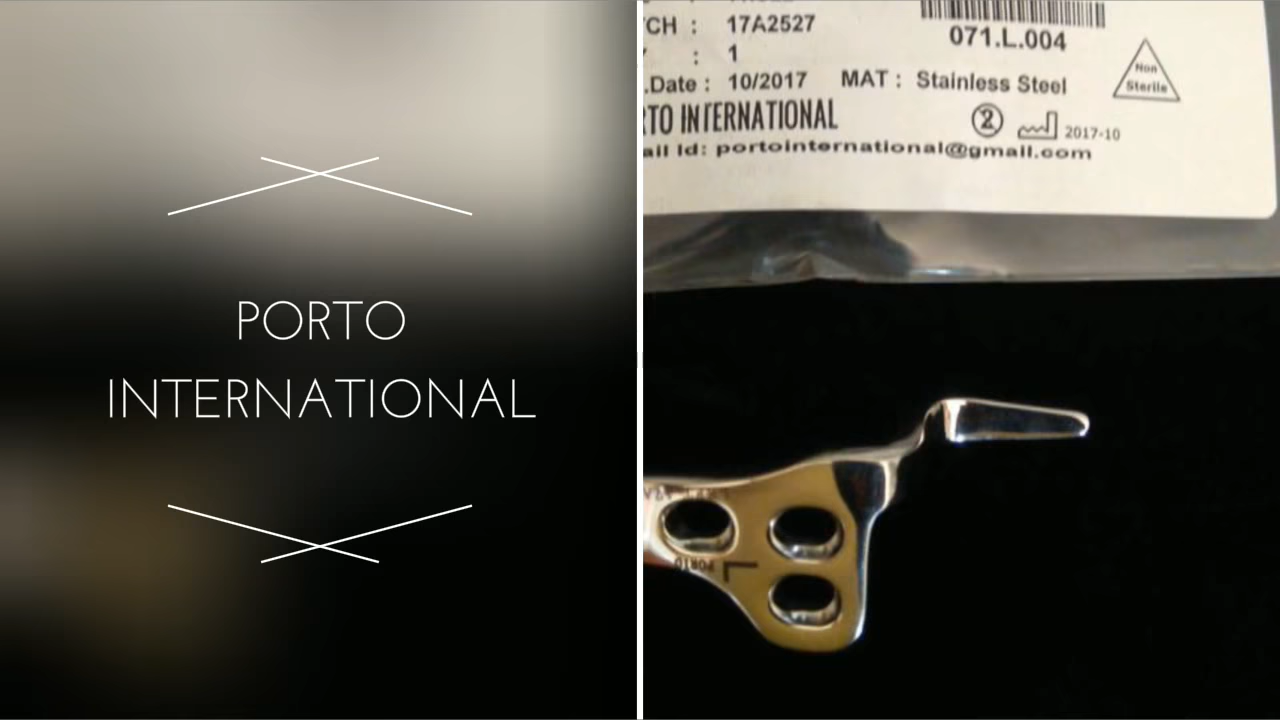 PORTO
INTERNATIONAL
CH : 17A2527
: 1
.Date : 10/2017 MAT : Stainless Steel
RTO INTERNATIONAL
ail Id: portointernational@gmail.com
071.L.004
Non
Sterile
2
2017-10
PORTO
L